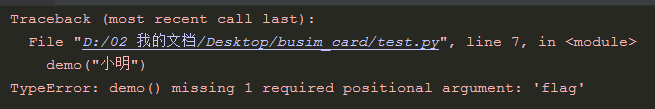 Traceback (most recent call last):
File "D:/02 我的文档/Desktop/busim_card/test.py", line 7, in <module>
demo("小明")
TypeError: demo() missing 1 required positional argument: 'flag'